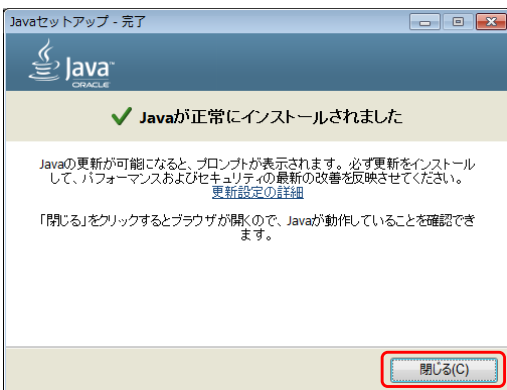 Javaセットアップ - 完了
Java™
ORACLE
Javaが正常にインストールされました
Javaの更新が可能になると、プロンプトが表示されます。必ず更新をインストール
して、パフォーマンスおよびセキュリティの最新の改善を反映させてください。
更新設定の詳細
「閉じる」をクリックするとブラウザが開くので、Javaが動作していることを確認でき
ます。
閉じる(C)